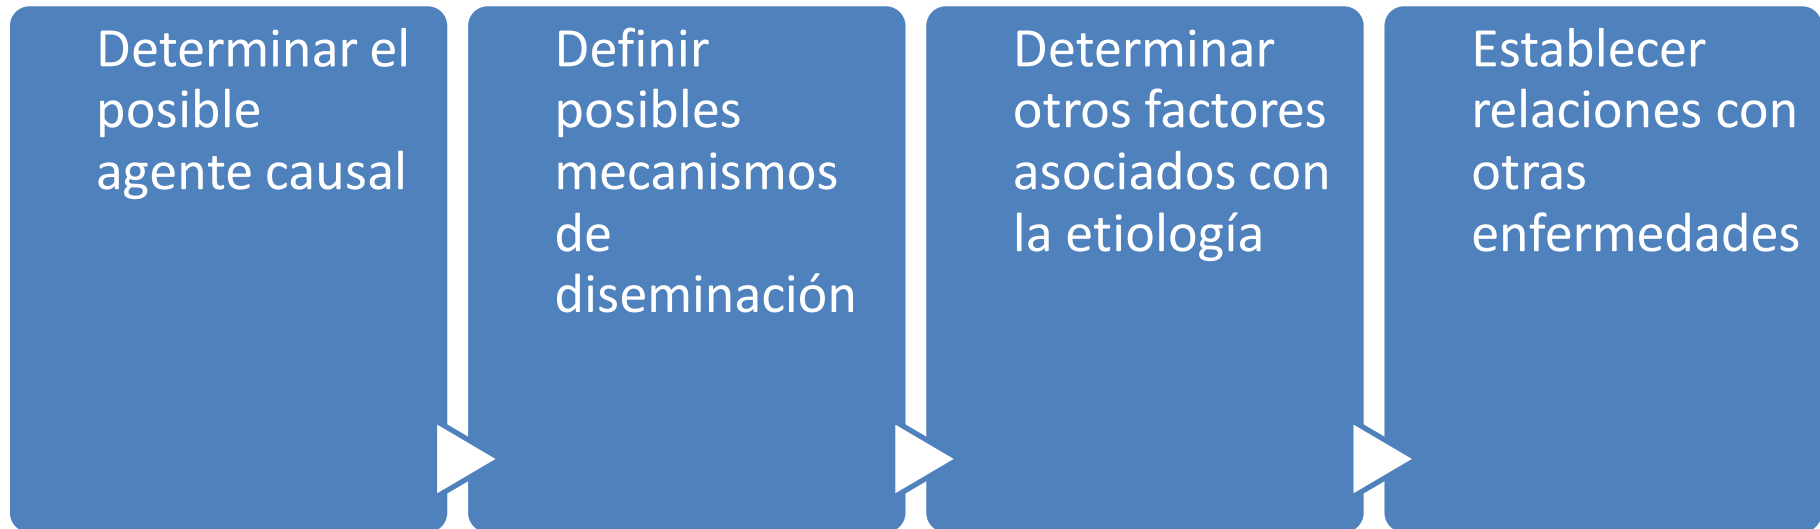 Determinar el
posible
agente causal
Definir
posibles
mecanismos
de
diseminación
Determinar
otros factores
asociados con
la etiología
Establecer
relaciones con
otras
enfermedades